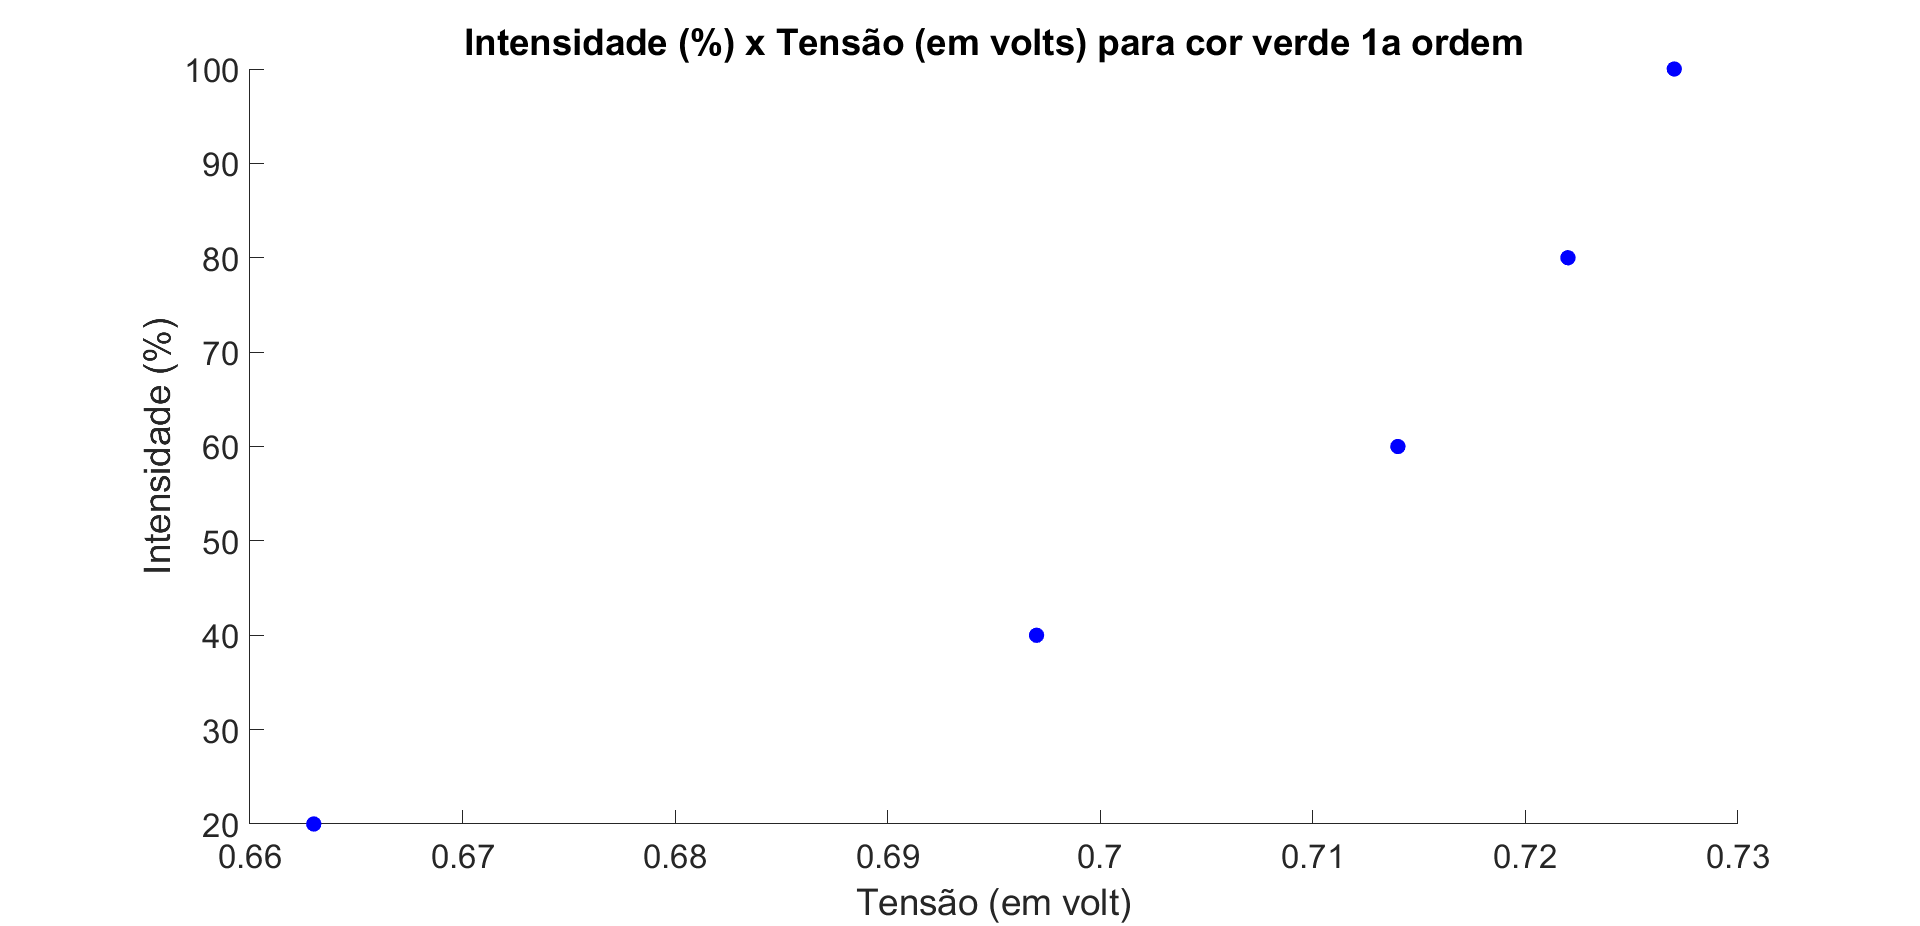 Intensidade (%) x Tensão (em volts) para cor verde 1a ordem
100
90
80
70
60
50
40
30
20
Intensidade (%)
0.66 0.67 0.68 0.69 0.7 0.71 0.72 0.73
Tensão (em volt)